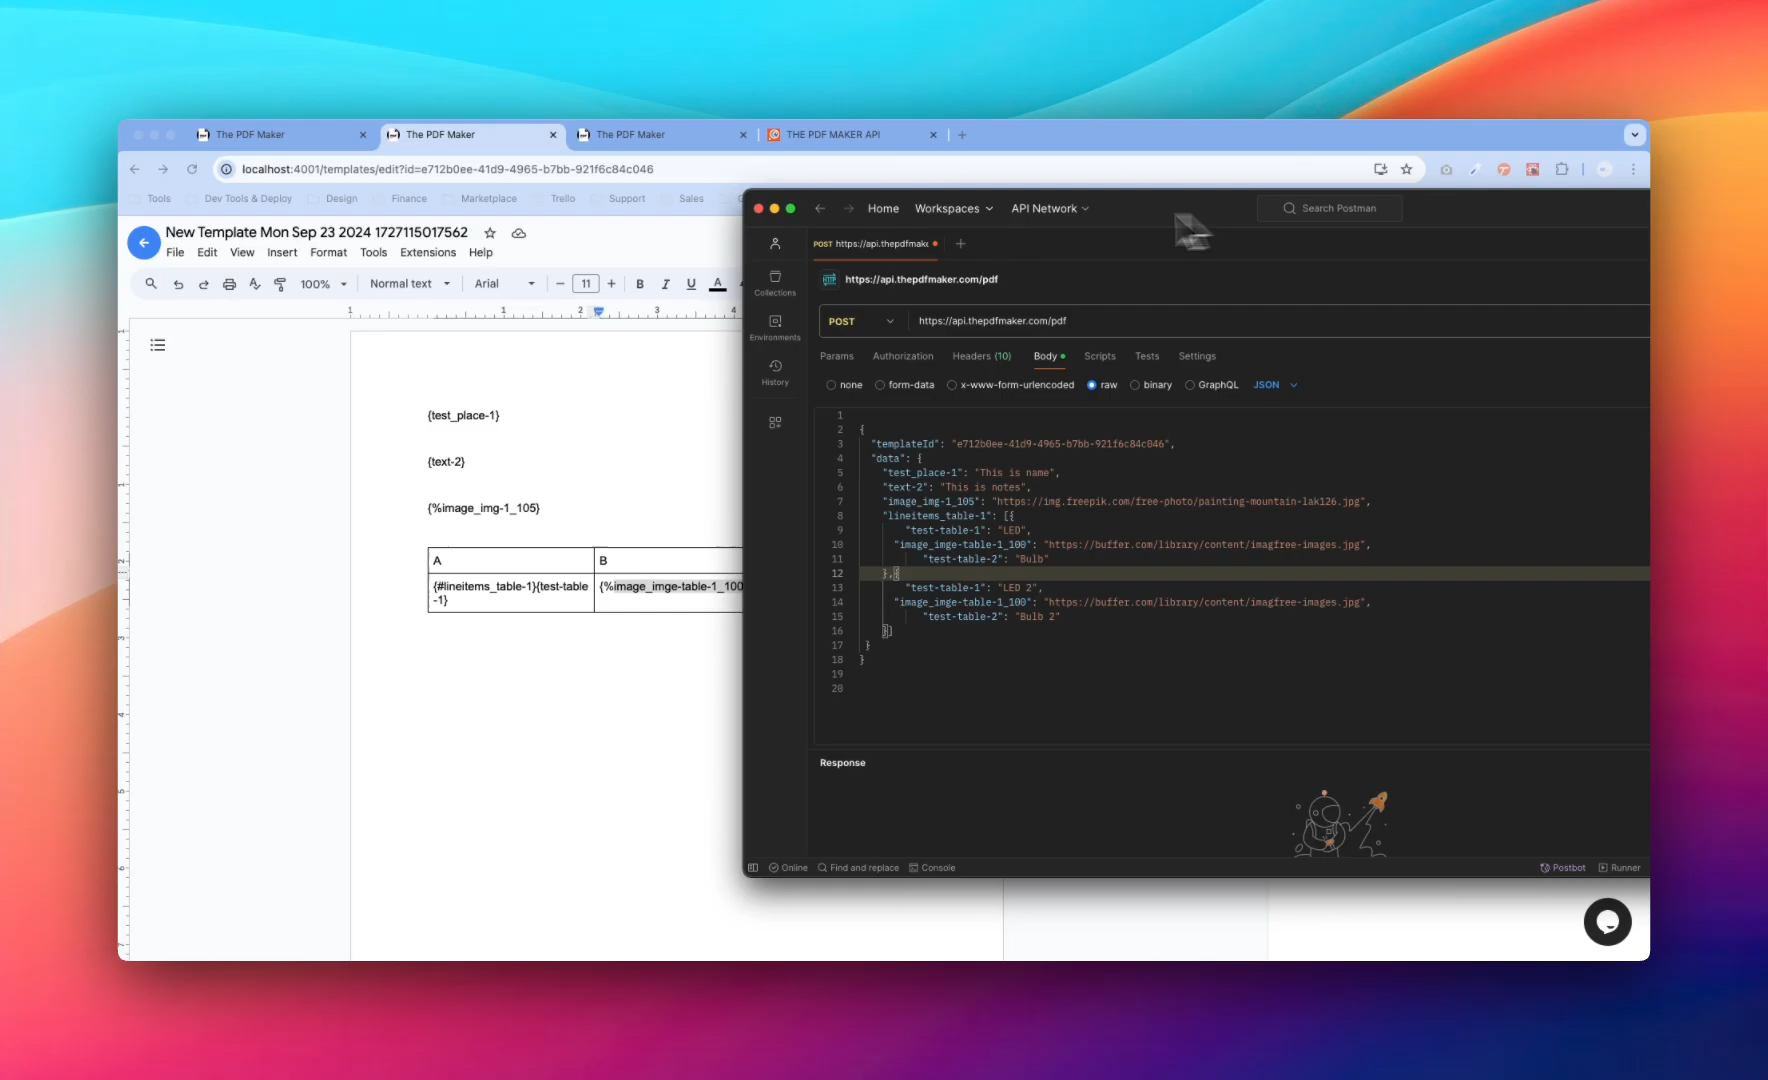 The PDF Maker
The PDF Maker
The PDF Maker
THE PDF MAKER API
localhost:4001/templates/edit?id=e712b0ee-41d9-4965-b7bb-921f6c84c046
Tools
Dev Tools & Deploy
Design
Finance
Marketplace
Trello
Support
Sales
New Template Mon Sep 23 2024 1727115017562
File Edit View Insert Format Tools Extensions Help
100% Normal text Arial 11 B I U A
1 1 2 3 4
{test_place-1}
{text-2}
{%image_img-1_105}
A B
{#lineitems_table-1}{test-table
-1}
{%image_imge-table-1_100
Home Workspaces API Network
Search Postman
POST https://api.thepdfmake
Collections
Environments
History
HTTP https://api.thepdfmaker.com/pdf
POST https://api.thepdfmaker.com/pdf
Params Authorization Headers (10) Body Scripts Tests Settings
none form-data x-www-form-urlencoded raw binary GraphQL JSON
1
2 {
3 "templateId": "e712b0ee-41d9-4965-b7bb-921f6c84c046",
4 "data": {
5 "test_place-1": "This is name",
6 "text-2": "This is notes",
7 "image_img-1_105": "https://img.freepik.com/free-photo/painting-mountain-lak126.jpg",
8 "lineitems_table-1": [{
9 "test-table-1": "LED",
10 "image_imge-table-1_100": "https://buffer.com/library/content/imagfree-images.jpg",
11 "test-table-2": "Bulb"
12 },{
13 "test-table-1": "LED 2",
14 "image_imge-table-1_100": "https://buffer.com/library/content/imagfree-images.jpg",
15 "test-table-2": "Bulb 2"
16 }]
17 }
18 }
19
20
Response
Online Find and replace Console
Postbot Runner